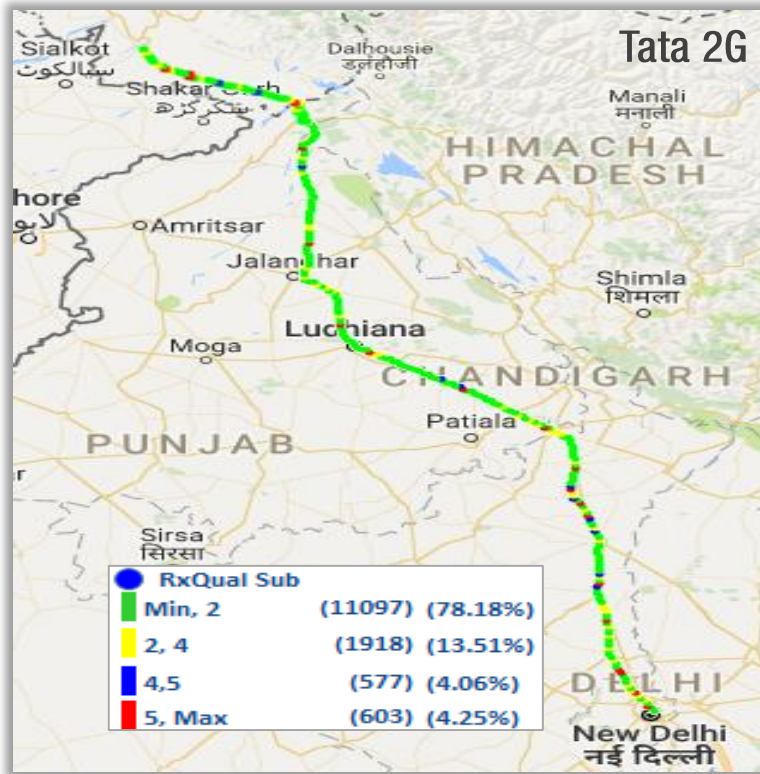 Tata 2G
Sialkot
سیالکوٹ
Dalhousie
डलहौजी
Manali
मनाली
HIMACHAL
PRADESH
hore
Amritsar
Shimla
शिमला
Ludhiana
Moga
CHANDIGARH
Patiala
PUNJAB
Sirsa
सिरसा
RxQual Sub
Min, 2 (11097) (78.18%)
2, 4 (1918) (13.51%)
4,5 (577) (4.06%)
5, Max (603) (4.25%)
DELHI
New Delhi
नई दिल्ली